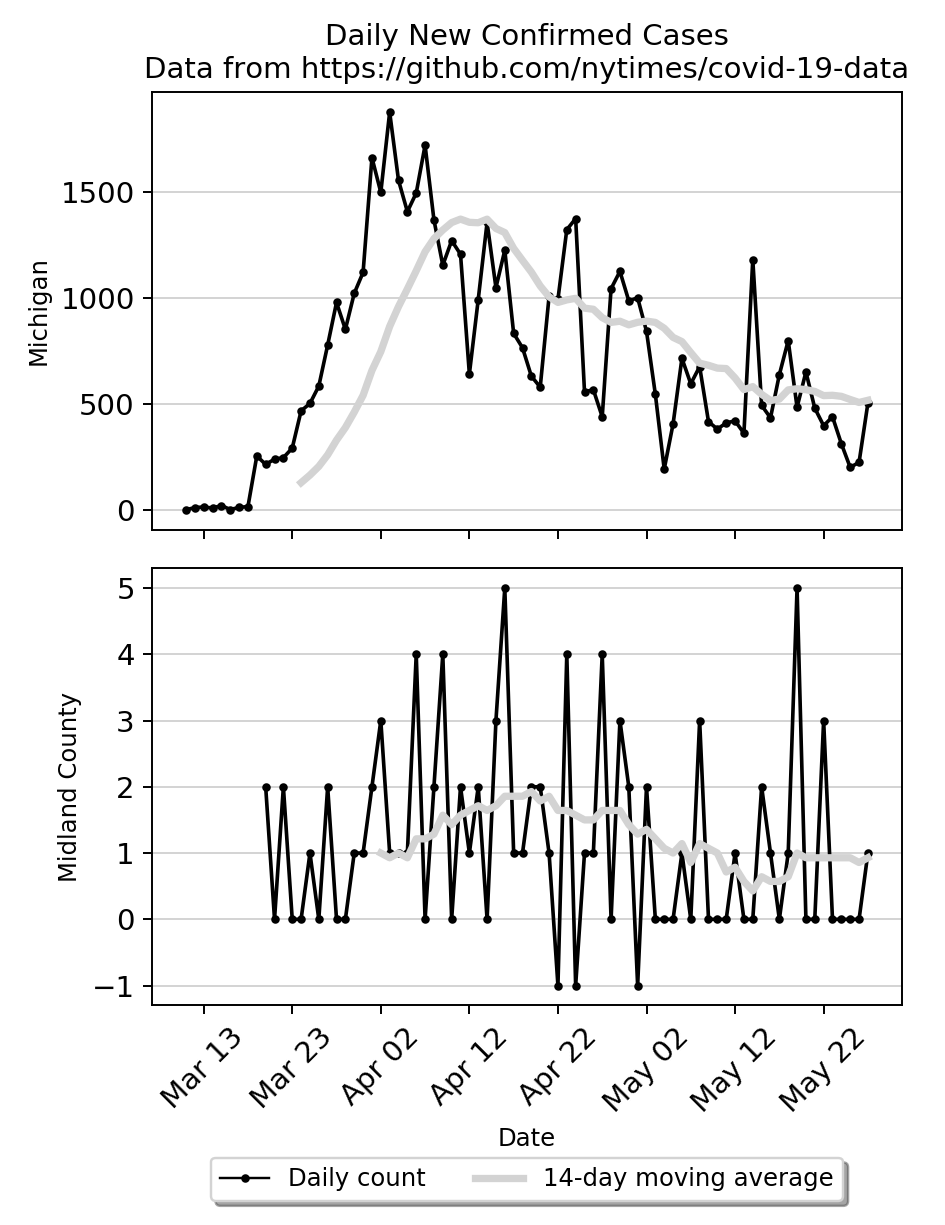 Daily New Confirmed Cases
Data from https://github.com/nytimes/covid-19-data
1500
1000
500
0
Michigan
5
4
3
2
1
0
−1
Midland County
Mar 13
Mar 23
Apr 02
Apr 12
Apr 22
May 02
May 12
May 22
Date
Daily count
14-day moving average